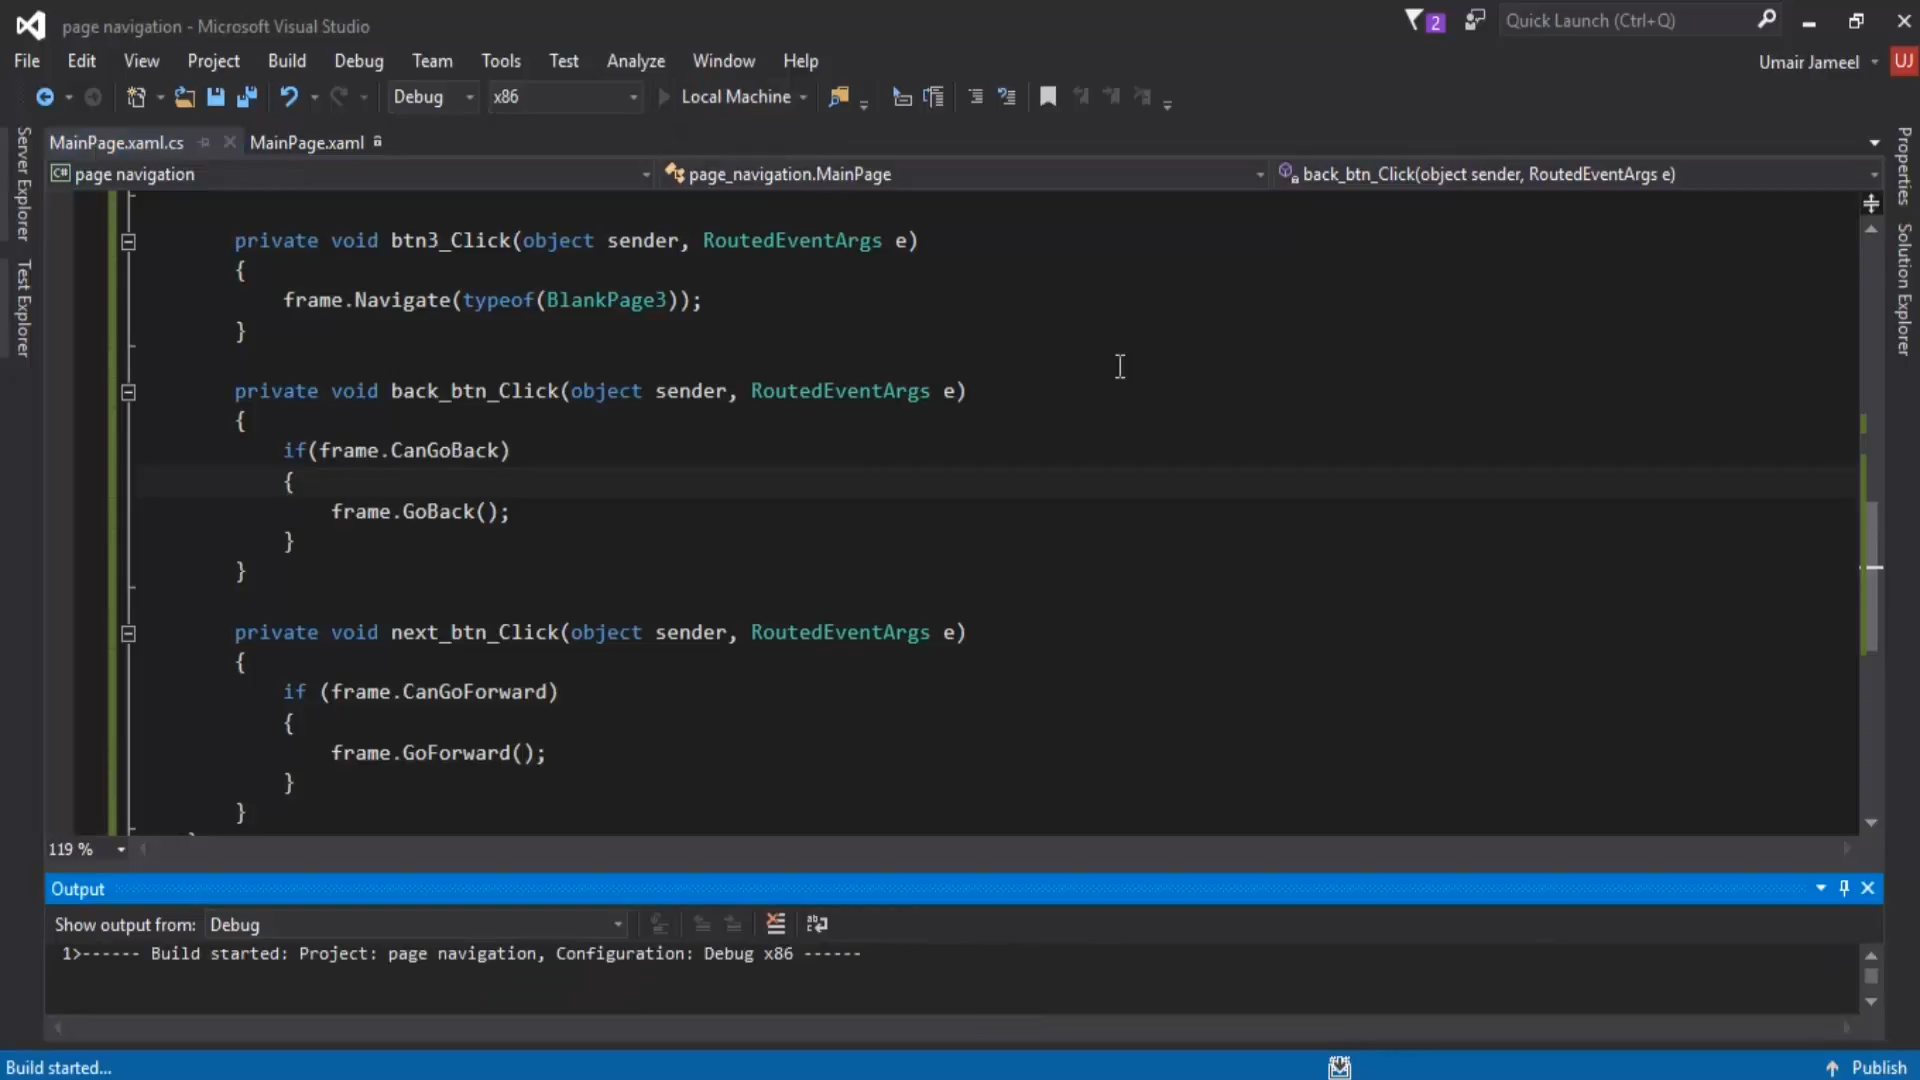 page navigation - Microsoft Visual Studio
2
Quick Launch (Ctrl+Q)
File Edit View Project Build Debug Team Tools Test Analyze Window Help
Umair Jameel UJ
Debug x86 Local Machine
MainPage.xaml.cs MainPage.xaml
C# page navigation page_navigation.MainPage back_btn_Click(object sender, RoutedEventArgs e)
Server Explorer
Test Explorer
Properties
Solution Explorer
private void btn3_Click(object sender, RoutedEventArgs e)
{
frame.Navigate(typeof(BlankPage3));
}
private void back_btn_Click(object sender, RoutedEventArgs e)
{
if(frame.CanGoBack)
{
frame.GoBack();
}
}
private void next_btn_Click(object sender, RoutedEventArgs e)
{
if (frame.CanGoForward)
{
frame.GoForward();
}
}
119 %
Output
Show output from: Debug
1>------ Build started: Project: page navigation, Configuration: Debug x86 ------
Build started...
Publish